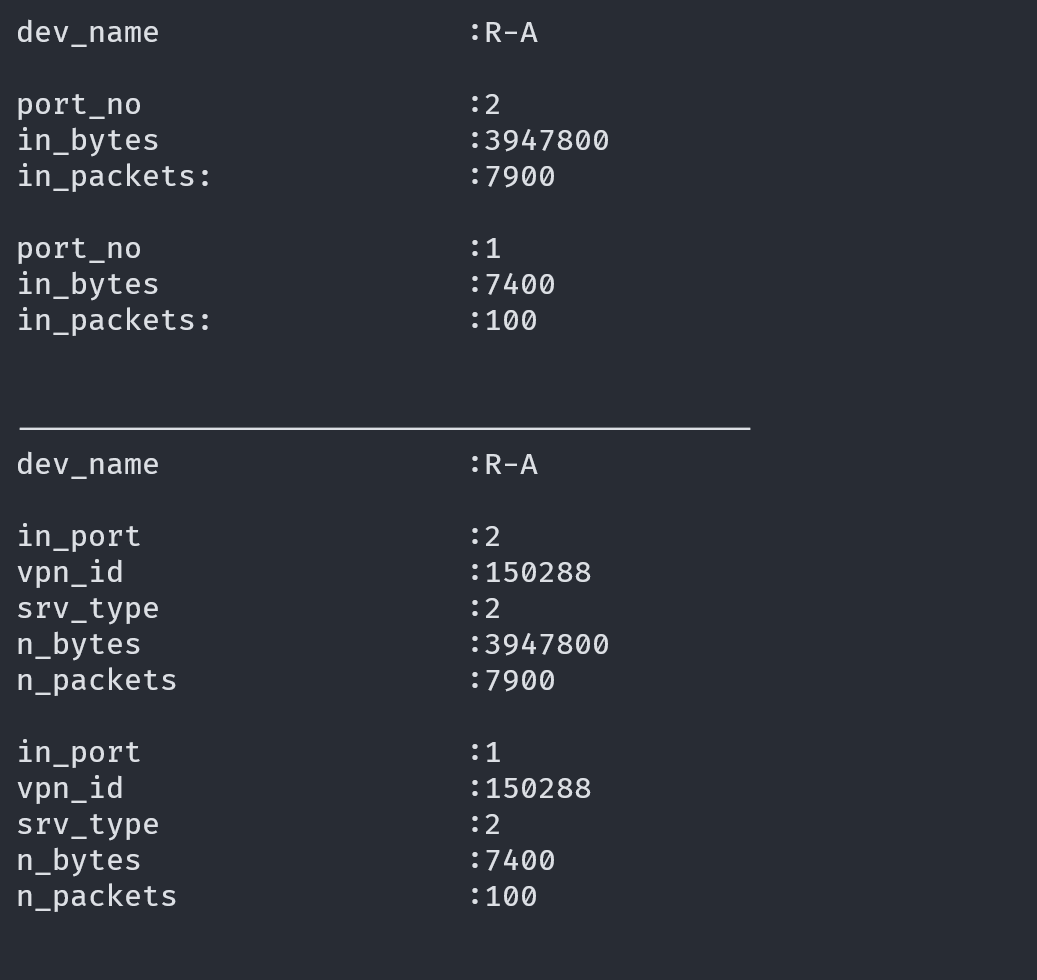 dev_name :R-A
port_no :2
in_bytes :3947800
in_packets: :7900
port_no :1
in_bytes :7400
in_packets: :100
dev_name :R-A
in_port :2
vpn_id :150288
srv_type :2
n_bytes :3947800
n_packets :7900
in_port :1
vpn_id :150288
srv_type :2
n_bytes :7400
n_packets :100